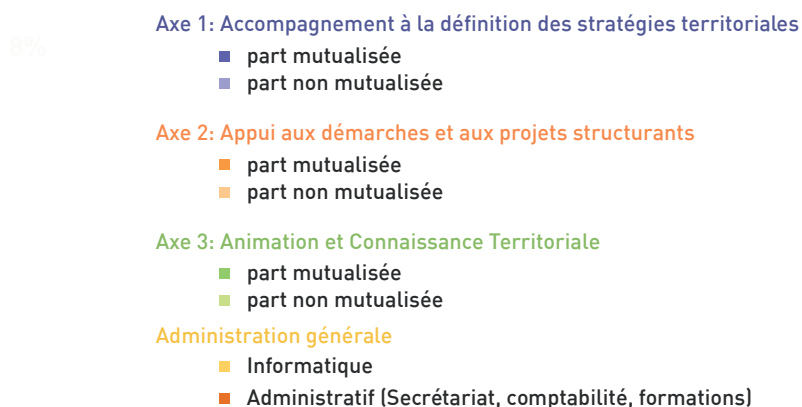 Axe 1: Accompagnement à la définition des stratégies territoriales
8%
part mutualisée
part non mutualisée
Axe 2: Appui aux démarches et aux projets structurants
part mutualisée
part non mutualisée
Axe 3: Animation et Connaissance Territoriale
part mutualisée
part non mutualisée
Administration générale
Informatique
Administratif (Secrétariat, comptabilité, formations)